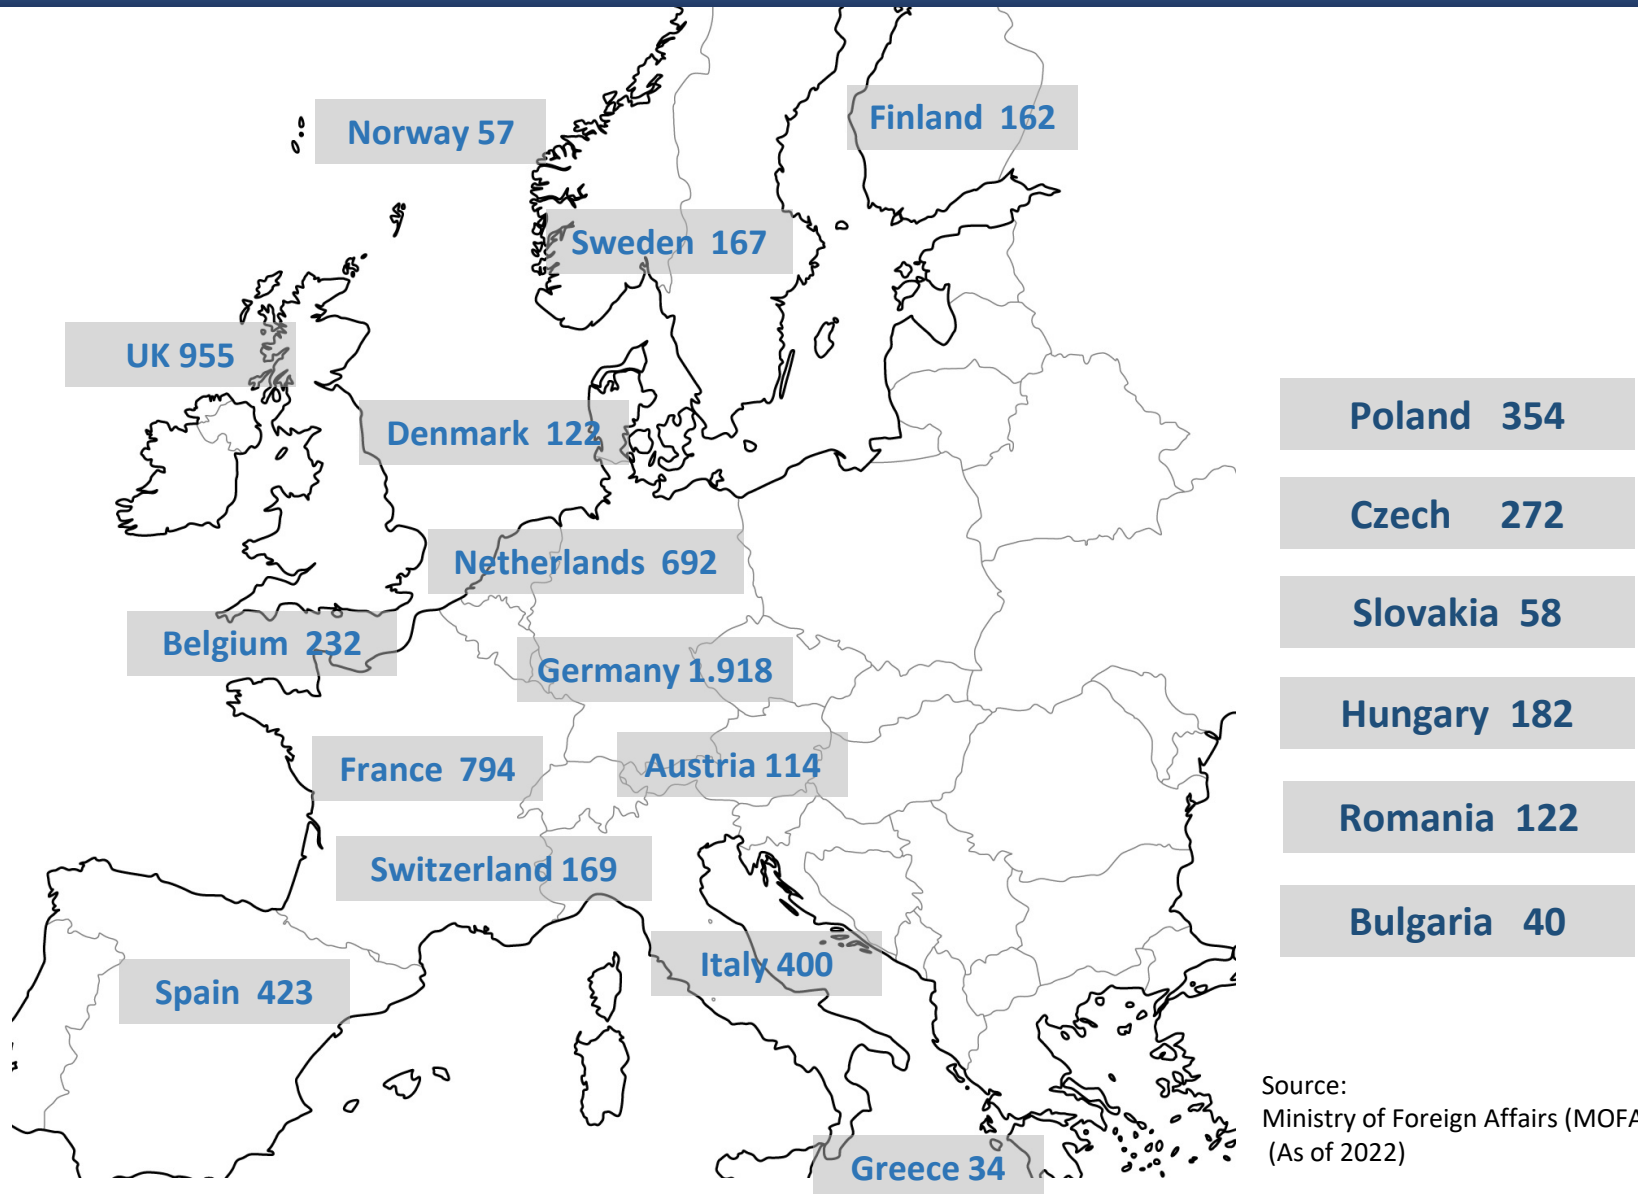 Norway 57
Finland 162
Sweden 167
UK 955
Denmark 122
Netherlands 692
Belgium 232
Germany 1.918
France 794
Austria 114
Switzerland 169
Italy 400
Spain 423
Greece 34
Poland 354
Czech 272
Slovakia 58
Hungary 182
Romania 122
Bulgaria 40
Source:
Ministry of Foreign Affairs (MOFA
(As of 2022)